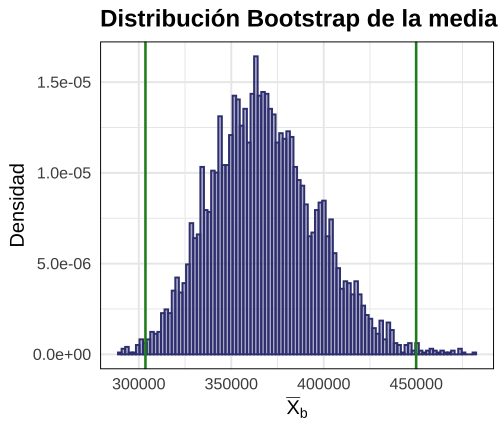 Distribución Bootstrap de la media
Densidad
1.5e-05
1.0e-05
5.0e-06
0.0e+00
300000 350000 400000 450000
X̅b